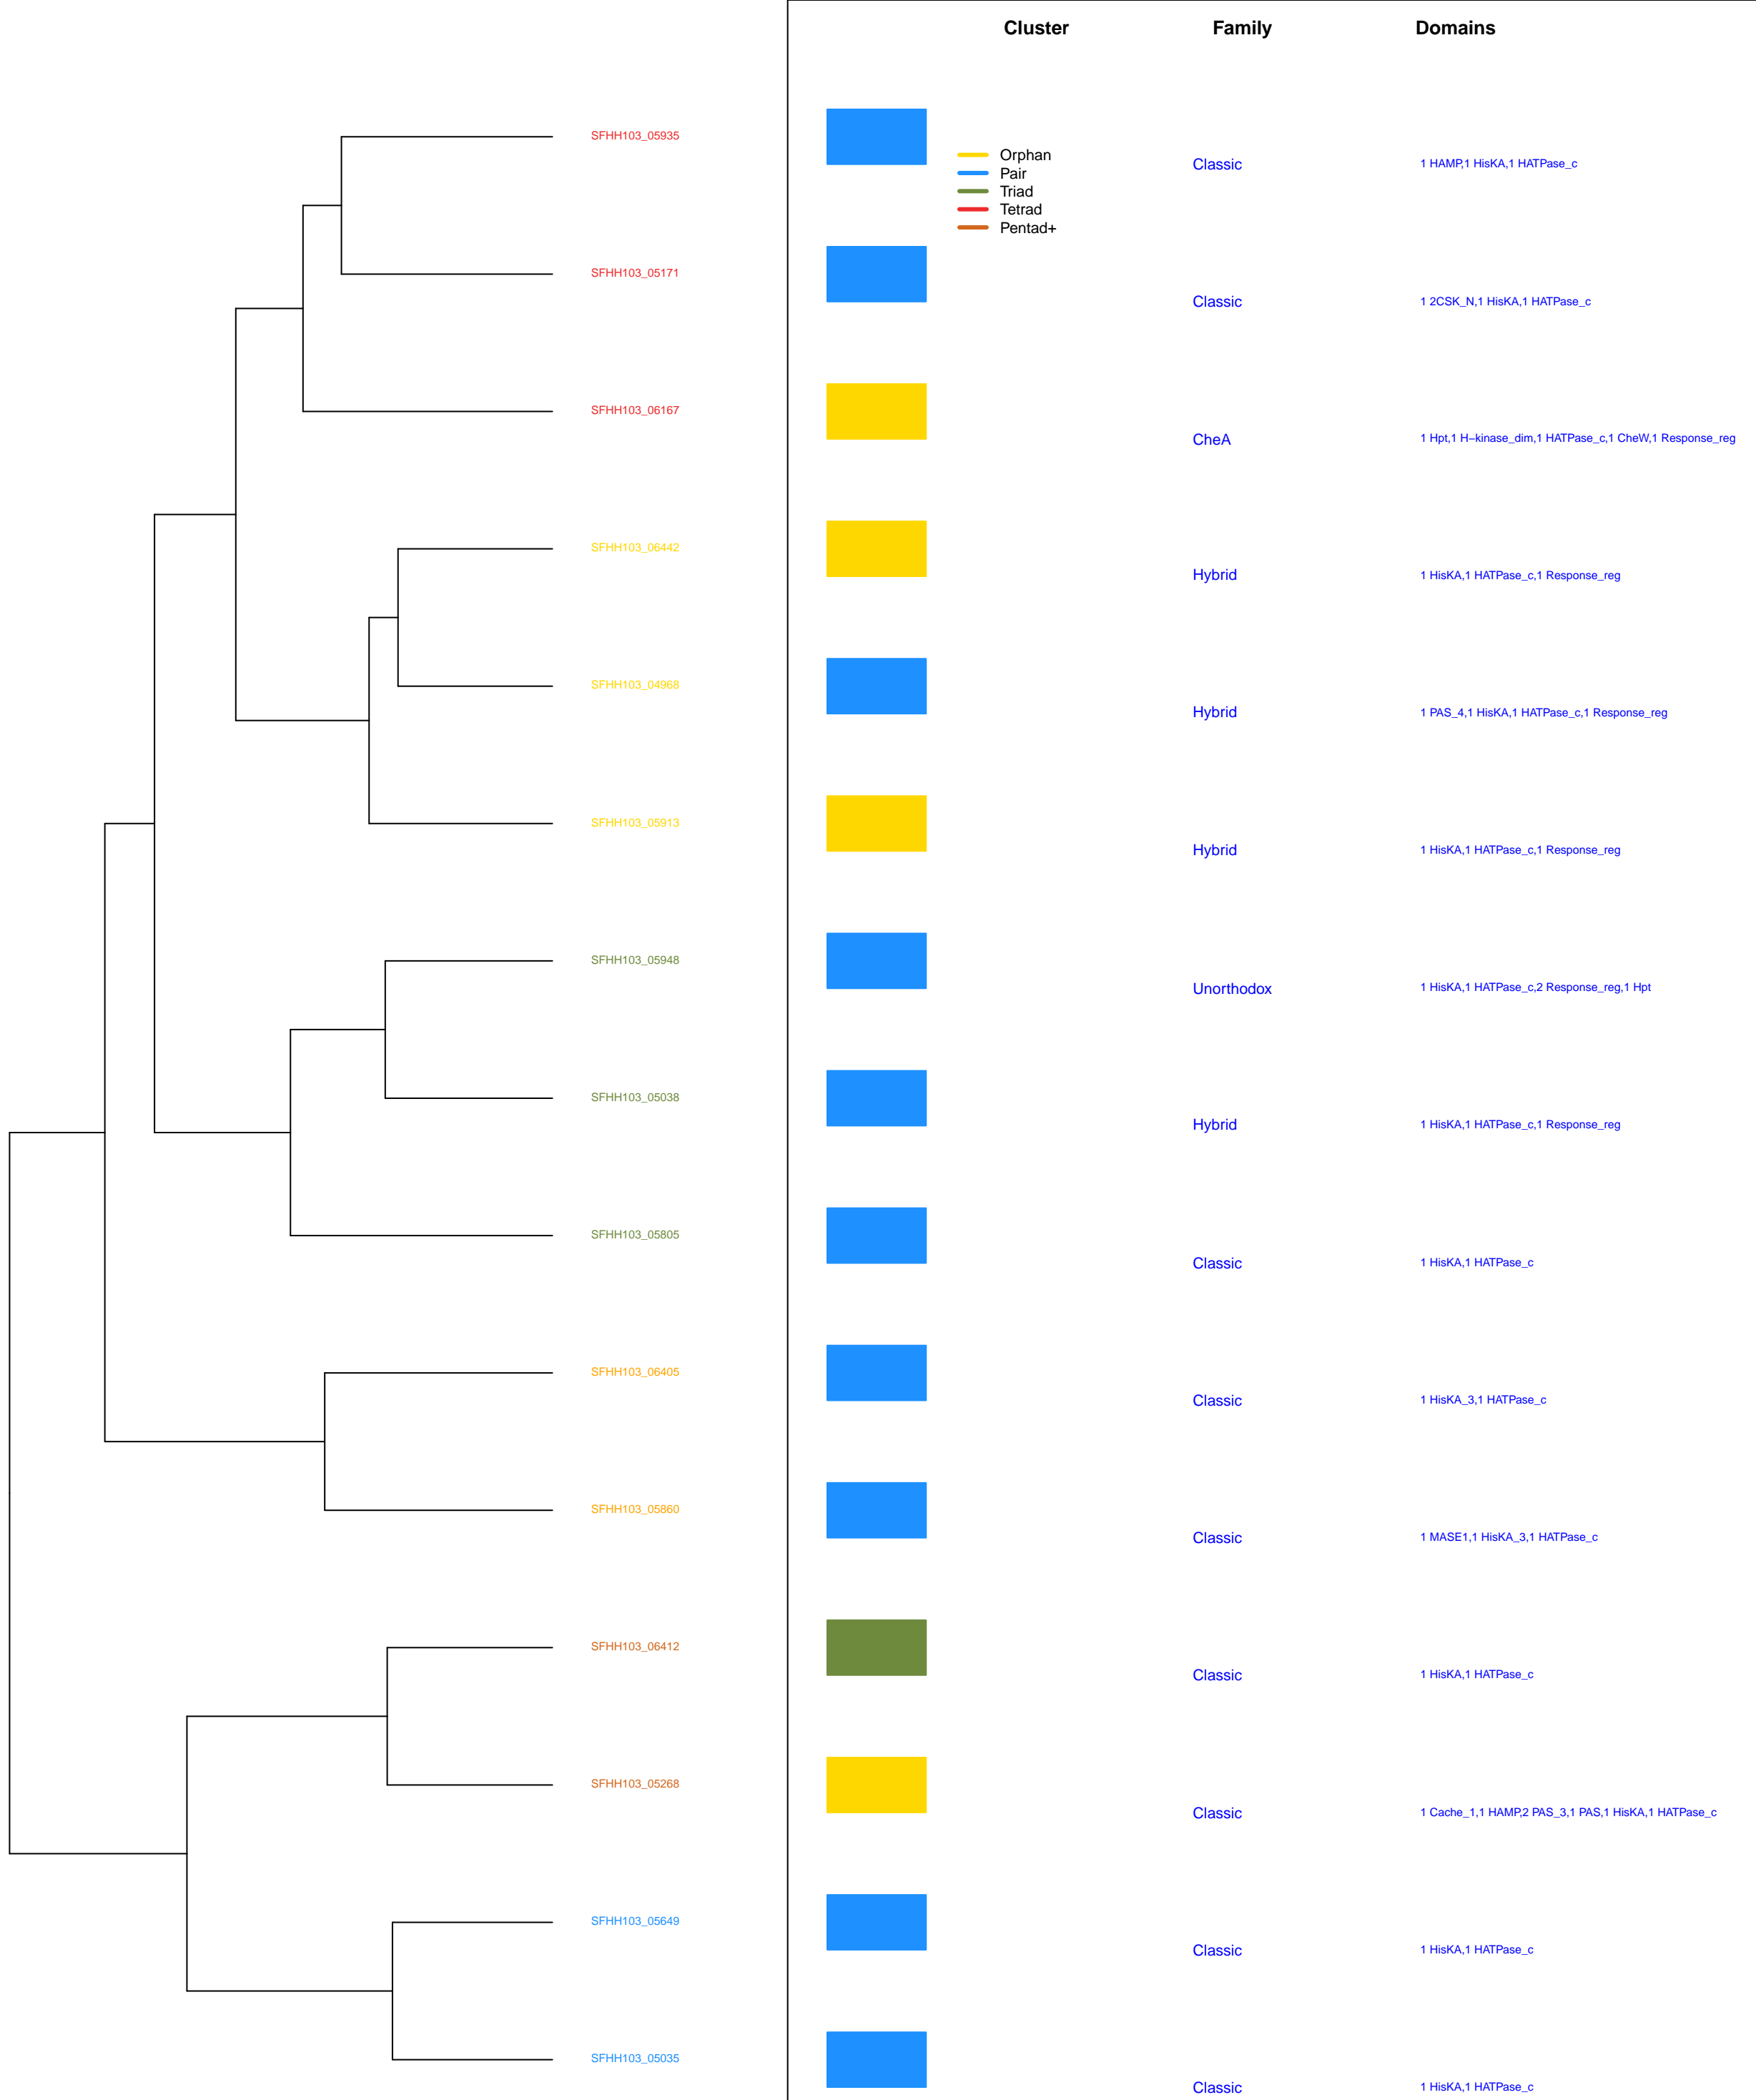 Cluster Family Domains
SFHH103_05935
Orphan
Pair
Triad
Tetrad
Pentad+
Classic 1 HAMP,1 HisKA,1 HATPase_c
SFHH103_05171
Classic 1 2CSK_N,1 HisKA,1 HATPase_c
SFHH103_06167
CheA 1 Hpt,1 H−kinase_dim,1 HATPase_c,1 CheW,1 Response_reg
SFHH103_06442
Hybrid 1 HisKA,1 HATPase_c,1 Response_reg
SFHH103_04968
Hybrid 1 PAS_4,1 HisKA,1 HATPase_c,1 Response_reg
SFHH103_05913
Hybrid 1 HisKA,1 HATPase_c,1 Response_reg
SFHH103_05948
Unorthodox 1 HisKA,1 HATPase_c,2 Response_reg,1 Hpt
SFHH103_05038
Hybrid 1 HisKA,1 HATPase_c,1 Response_reg
SFHH103_05805
Classic 1 HisKA,1 HATPase_c
SFHH103_06405
Classic 1 HisKA_3,1 HATPase_c
SFHH103_05860
Classic 1 MASE1,1 HisKA_3,1 HATPase_c
SFHH103_06412
Classic 1 HisKA,1 HATPase_c
SFHH103_05268
Classic 1 Cache_1,1 HAMP,2 PAS_3,1 PAS,1 HisKA,1 HATPase_c
SFHH103_05649
Classic 1 HisKA,1 HATPase_c
SFHH103_05035
Classic 1 HisKA,1 HATPase_c